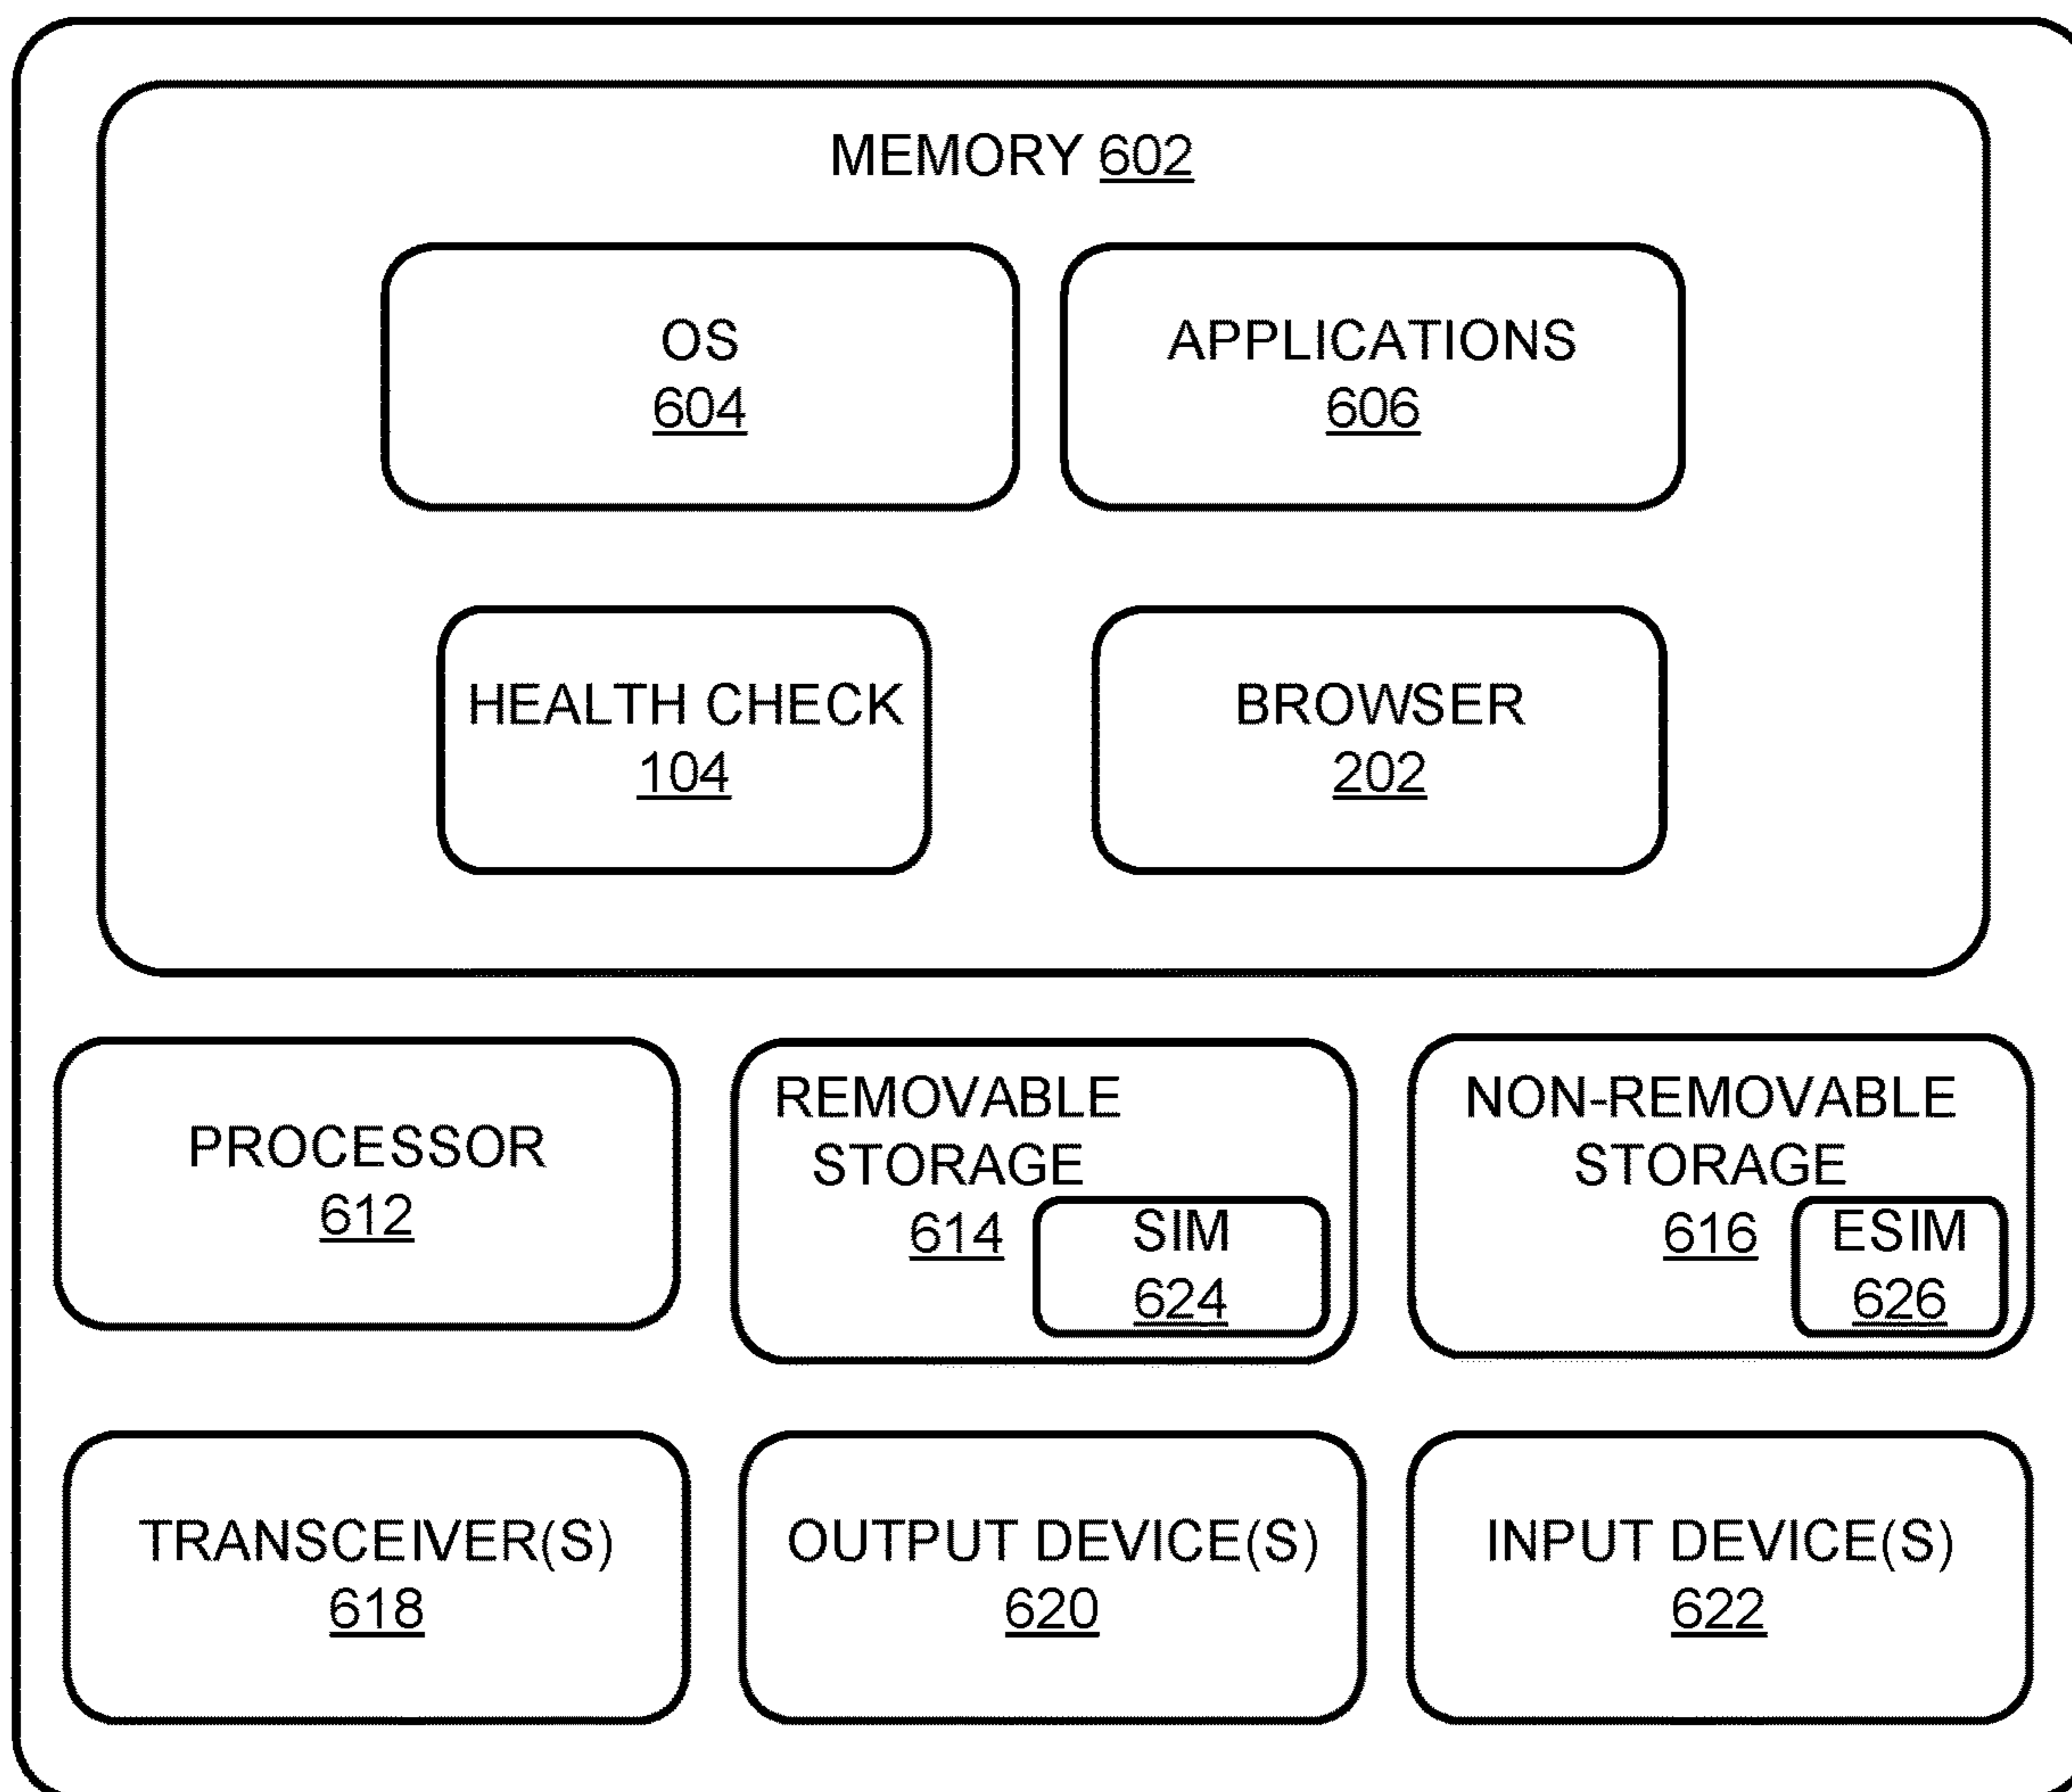 MEMORY 602
OS
604
APPLICATIONS
606
HEALTH CHECK
104
BROWSER
202
PROCESSOR
612
REMOVABLE
STORAGE
614
SIM
624
NON-REMOVABLE
STORAGE
616
ESIM
626
TRANSCEIVER(S)
618
OUTPUT DEVICE(S)
620
INPUT DEVICE(S)
622